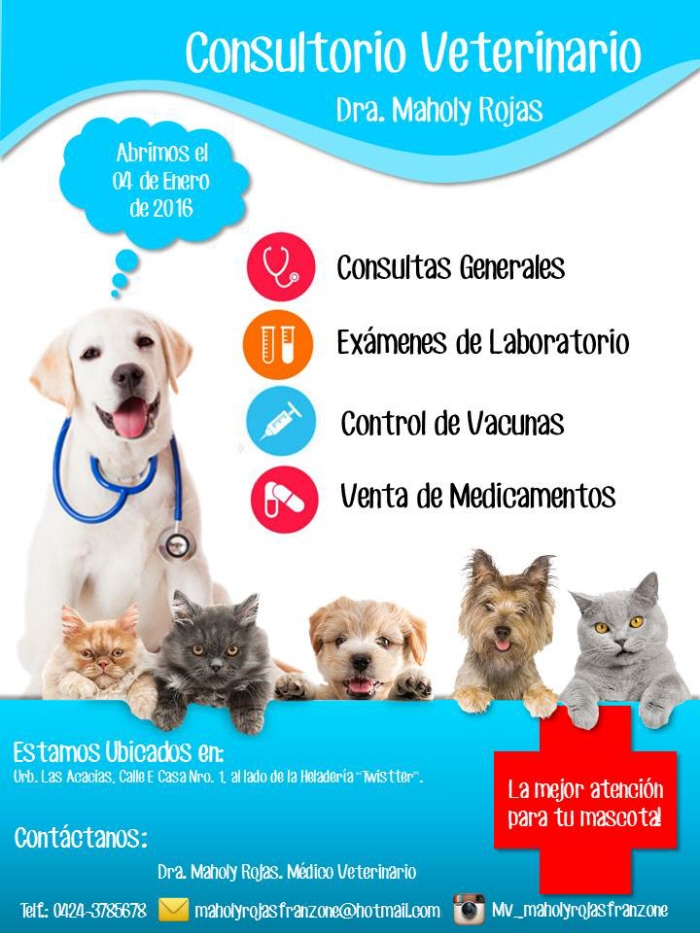 Consultorio Veterinario
Dra. Maholy Rojas
Abrimos el
04 de Enero
de 2016
Consultas Generales
Exámenes de Laboratorio
Control de Vacunas
Venta de Medicamentos
Estamos Ubicados en:
Urb. Las Acacias, Calle E Casa Nro. 1, al lado de la Heladería "Twistter".
La mejor atención
para tu mascota!
Contáctanos:
Dra. Maholy Rojas. Médico Veterinario
Telf.: 0424-3785678 maholyrojasfranzone@hotmail.com Mv_maholyrojasfranzone